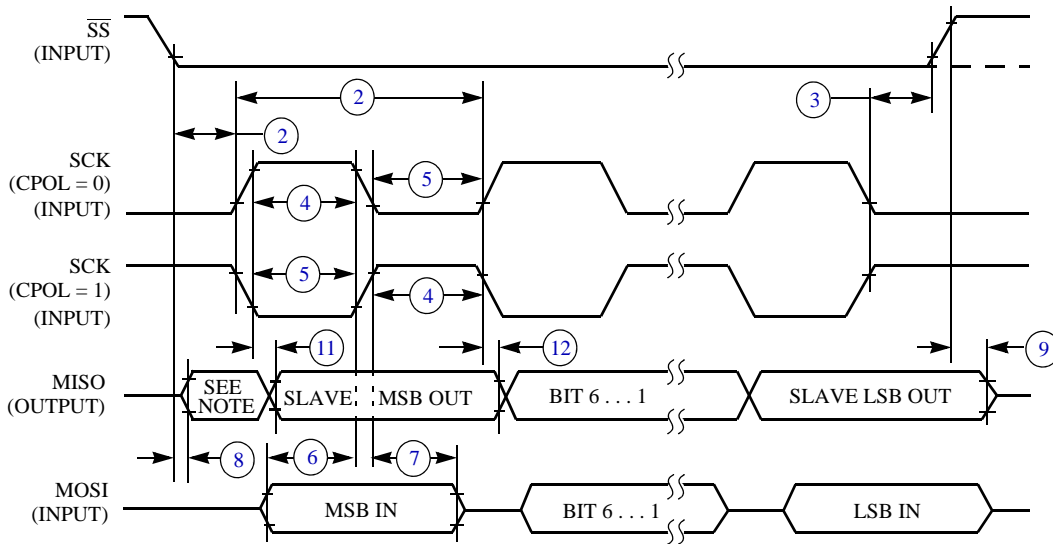 SS
(INPUT)
2
3
2
SCK
(CPOL = 0)
(INPUT)
5
4
SCK
(CPOL = 1)
(INPUT)
5
4
11
12
9
MISO
(OUTPUT)
SEE
NOTE
SLAVE
MSB OUT
BIT 6 . . . 1
SLAVE LSB OUT
8
6
7
MOSI
(INPUT)
MSB IN
BIT 6 . . . 1
LSB IN